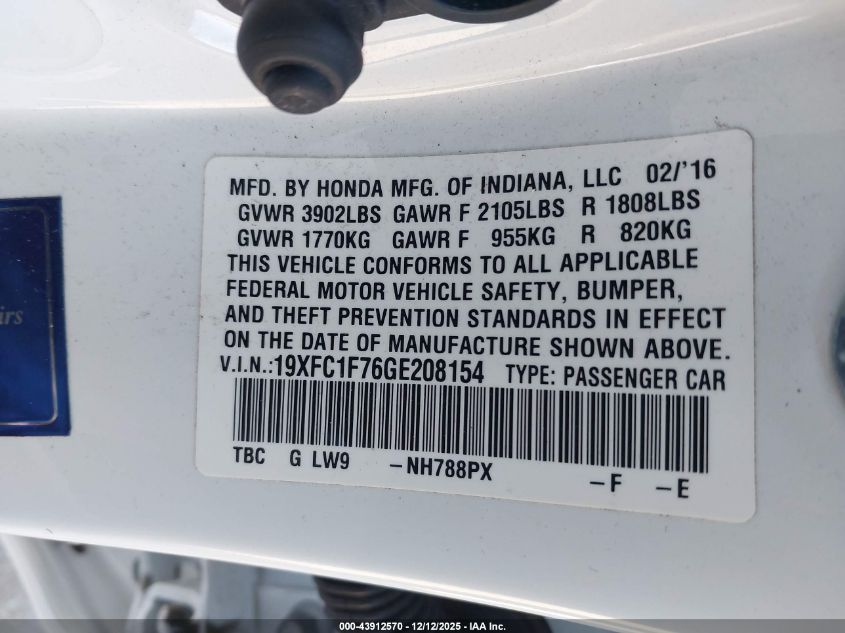 MFD. BY HONDA MFG. OF INDIANA, LLC 02/'16
GVWR 3902LBS GAWR F 2105LBS R 1808LBS
GVWR 1770KG GAWR F 955KG R 820KG
THIS VEHICLE CONFORMS TO ALL APPLICABLE
FEDERAL MOTOR VEHICLE SAFETY, BUMPER,
AND THEFT PREVENTION STANDARDS IN EFFECT
ON THE DATE OF MANUFACTURE SHOWN ABOVE.
V.I.N.:19XFC1F76GE208154 TYPE: PASSENGER CAR
TBC G LW9 -NH788PX -F -E
000-43912570 - 12/12/2025 - IAA Inc.